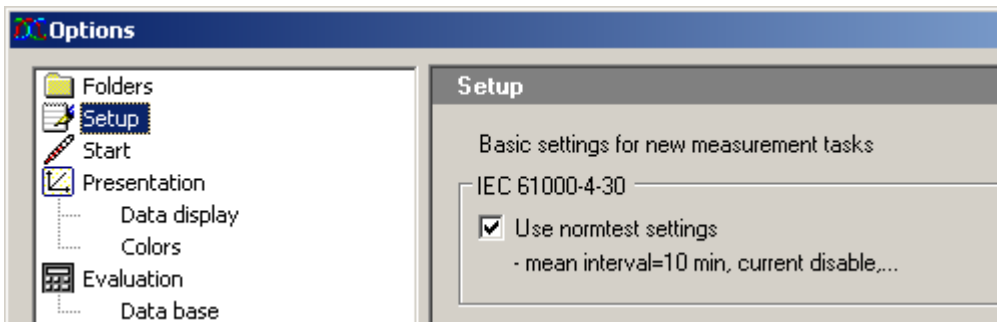 Options
Folders
Setup
Start
Presentation
Data display
Colors
Evaluation
Data base
Setup
Basic settings for new measurement tasks
IEC 61000-4-30
Use normtest settings
- mean interval=10 min, current disable,...